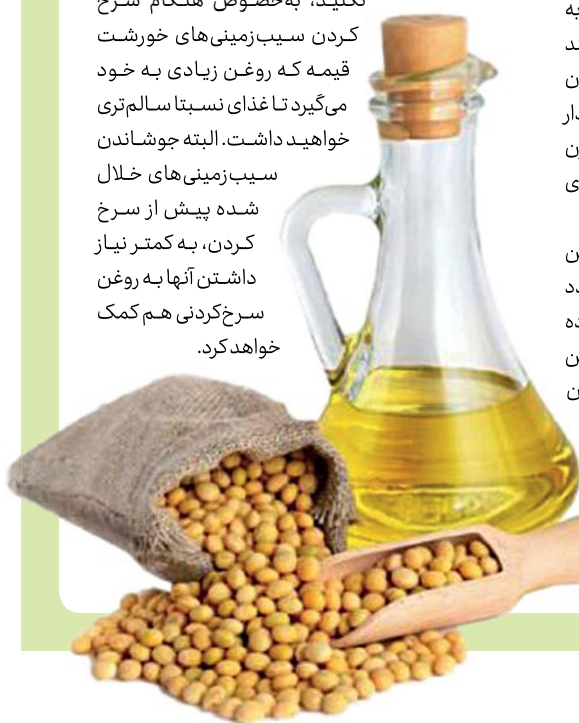 نکنید، به‌خصوص هنگام سرخ
کردن سیب‌زمینی‌های خورشت
قیمه که روغن زیادی به خود
می‌گیرد تا غذای نسبتا سالم‌تری
خواهید داشت. البته جوشاندن
سیب‌زمینی‌های خلال
شده پیش از سرخ
کردن، به کمتر نیاز
داشتن آنها به روغن
سرخ‌کردنی هم کمک
خواهد کرد.